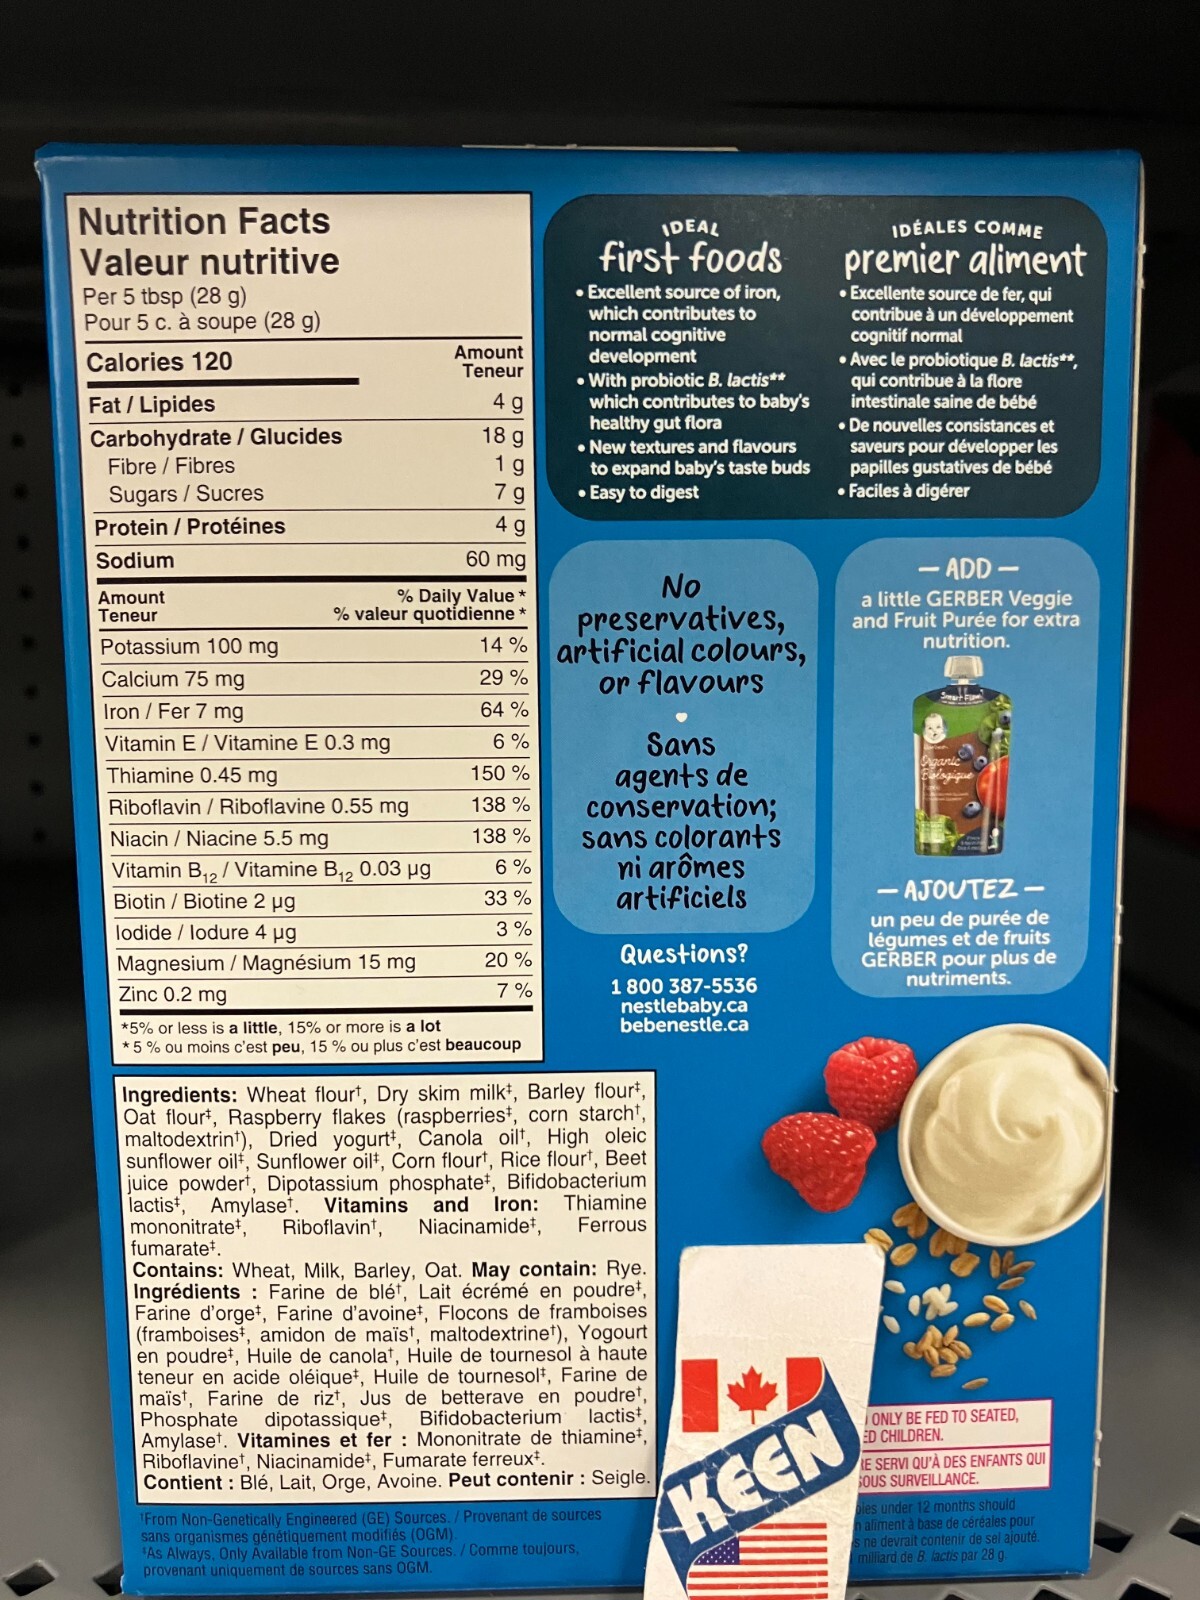 Nutrition Facts
Valeur nutritive
Per 5 tbsp (28 g)
Pour 5 c. à soupe (28 g)
Calories 120
Amount
Teneur
Fat / Lipides 4 g
Carbohydrate / Glucides 18 g
Fibre / Fibres 1 g
Sugars / Sucres 7 g
Protein / Protéines 4 g
Sodium 60 mg
Amount % Daily Value *
Teneur % valeur quotidienne *
Potassium 100 mg 14 %
Calcium 75 mg 29 %
Iron / Fer 7 mg 64 %
Vitamin E / Vitamine E 0.3 mg 6 %
Thiamine 0.45 mg 150 %
Riboflavin / Riboflavine 0.55 mg 138 %
Niacin / Niacine 5.5 mg 138 %
Vitamin B12 / Vitamine B12 0.03 µg 6 %
Biotin / Biotine 2 µg 33 %
Iodide / Iodure 4 µg 3 %
Magnesium / Magnésium 15 mg 20 %
Zinc 0.2 mg 7 %
*5% or less is a little, 15% or more is a lot
*5 % ou moins c'est peu, 15 % ou plus c'est beaucoup
IDEAL
first foods
• Excellent source of iron,
which contributes to
normal cognitive
development
• With probiotic B. lactis**
which contributes to baby's
healthy gut flora
• New textures and flavours
to expand baby's taste buds
• Easy to digest
IDÉALES COMME
premier aliment
• Excellente source de fer, qui
contribue à un développement
cognitif normal
• Avec le probiotique B. lactis**,
qui contribue à la flore
intestinale saine de bébé
• De nouvelles consistances et
saveurs pour développer les
papilles gustatives de bébé
• Faciles à digérer
No
preservatives,
artificial colours,
or flavours
Sans
agents de
conservation;
sans colorants
ni arômes
artificiels
Questions?
1 800 387-5536
nestlebaby.ca
bebenestle.ca
— ADD —
a little GERBER Veggie
and Fruit Purée for extra
nutrition.
Organic
Biologique
— AJOUTEZ —
un peu de purée de
légumes et de fruits
GERBER pour plus de
nutriments.
Ingredients: Wheat flour†, Dry skim milk‡, Barley flour‡,
Oat flour‡, Raspberry flakes (raspberries‡, corn starch†,
maltodextrin†), Dried yogurt‡, Canola oil†, High oleic
sunflower oil‡, Sunflower oil‡, Corn flour†, Rice flour†, Beet
juice powder†, Dipotassium phosphate‡, Bifidobacterium
lactis‡, Amylase†. Vitamins and Iron: Thiamine
mononitrate‡, Riboflavin†, Niacinamide‡, Ferrous
fumarate‡.
Contains: Wheat, Milk, Barley, Oat. May contain: Rye.
Ingrédients : Farine de blé†, Lait écrémé en poudre‡,
Farine d'orge‡, Farine d'avoine‡, Flocons de framboises
(framboises‡, amidon de maïs†, maltodextrine†), Yogourt
en poudre‡, Huile de canola†, Huile de tournesol à haute
teneur en acide oléique‡, Huile de tournesol‡, Farine de
maïs†, Farine de riz†, Jus de betterave en poudre†,
Phosphate dipotassique‡, Bifidobacterium lactis‡,
Amylase†. Vitamines et fer : Mononitrate de thiamine‡,
Riboflavine†, Niacinamide‡, Fumarate ferreux‡.
Contient : Blé, Lait, Orge, Avoine. Peut contenir : Seigle.
†From Non-Genetically Engineered (GE) Sources. / Provenant de sources
sans organismes génétiquement modifiés (OGM).
‡As Always, Only Available from Non-GE Sources. / Comme toujours,
provenant uniquement de sources sans OGM.
KEEN
ONLY BE FED TO SEATED,
ED CHILDREN.
RE SERVI QU'À DES ENFANTS QUI
SOUS SURVEILLANCE.
under 12 months should
aliment à base de céréales pour
ne devrait contenir de sel ajouté.
milliard de B. lactis par 28 g.